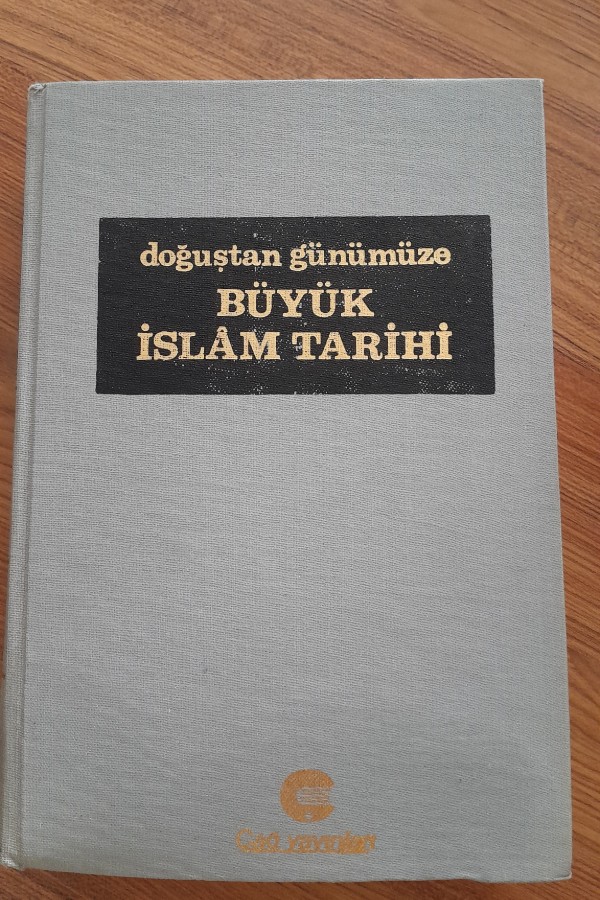 doğuştan günümüze
BÜYÜK
İSLÂM TARİHİ
Çağ yayınları